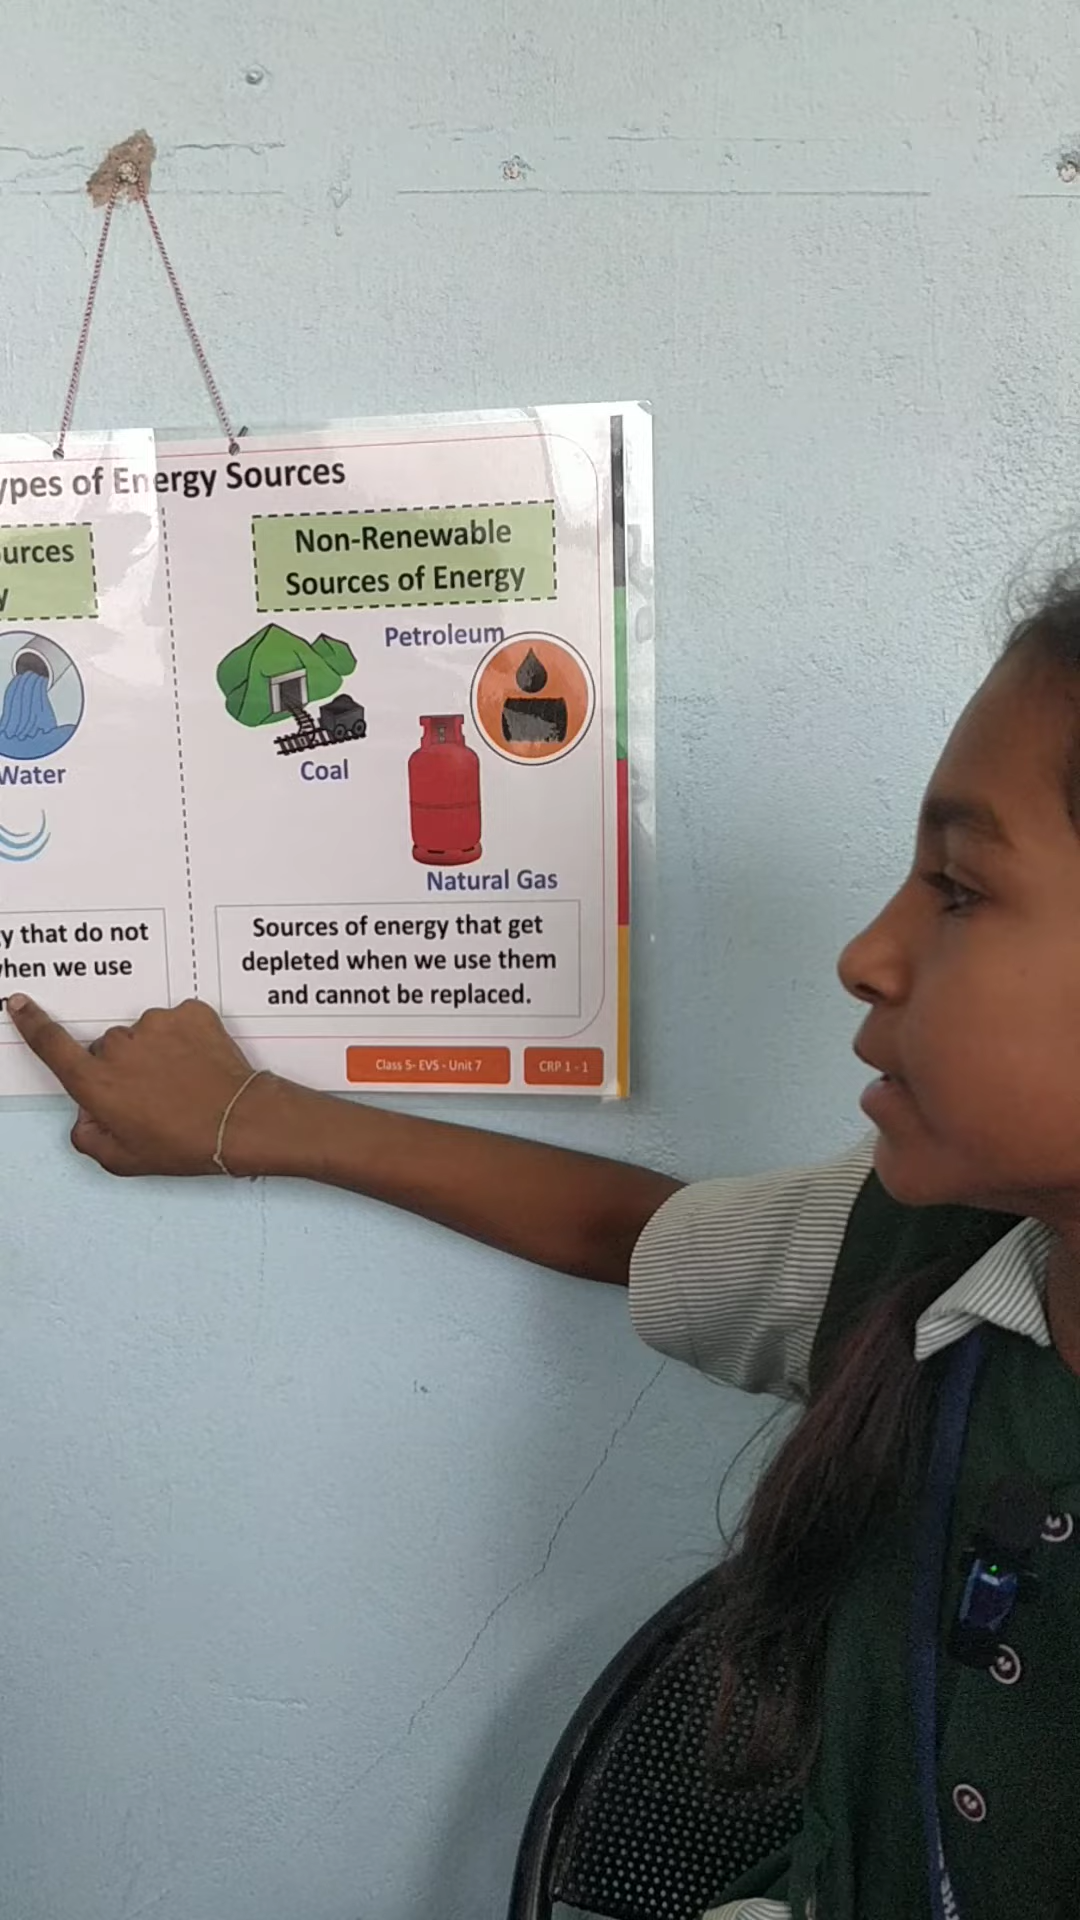 ypes of Energy Sources
urces
y
Non-Renewable
Sources of Energy
Petroleum
Coal
Water
Natural Gas
y that do not
when we use
Sources of energy that get
depleted when we use them
and cannot be replaced.
Class 5- EVS - Unit 7
CRP 1 - 1